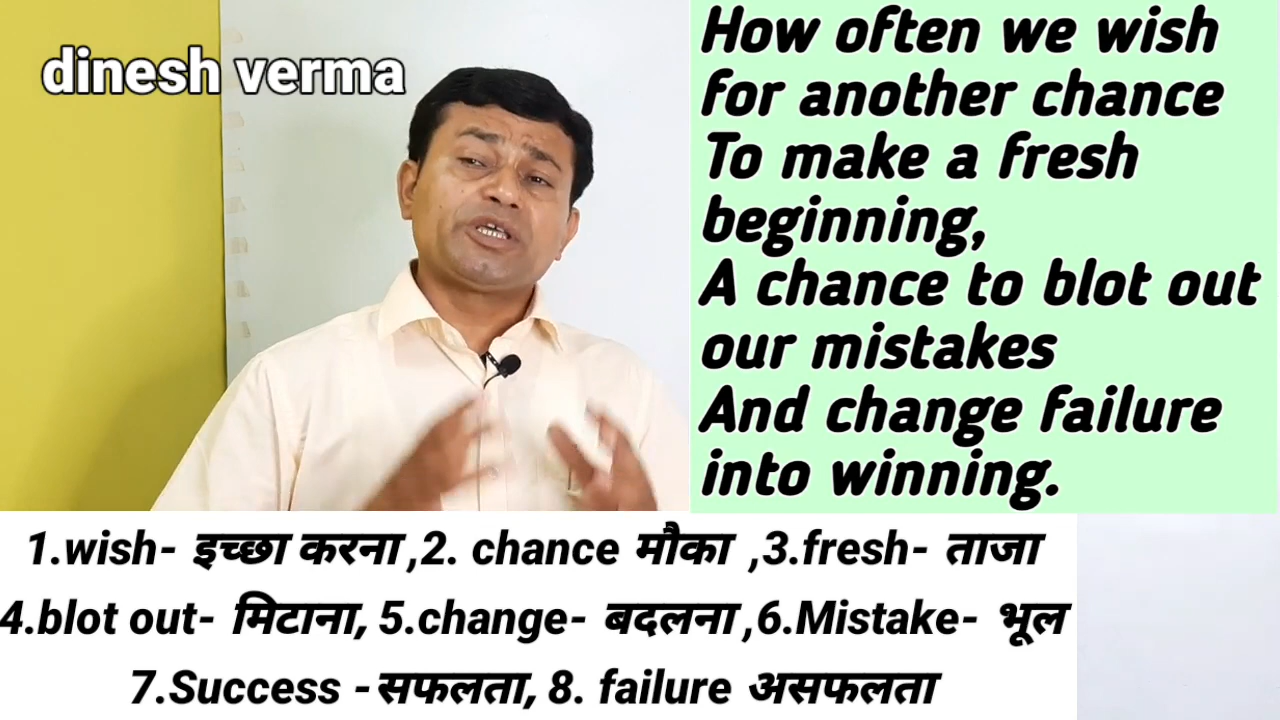 dinesh verma
How often we wish
for another chance
To make a fresh
beginning,
A chance to blot out
our mistakes
And change failure
into winning.
1.wish- इच्छा करना ,2. chance मौका ,3.fresh- ताजा
4.blot out- मिटाना, 5.change- बदलना ,6.Mistake- भूल
7.Success -सफलता, 8. failure असफलता